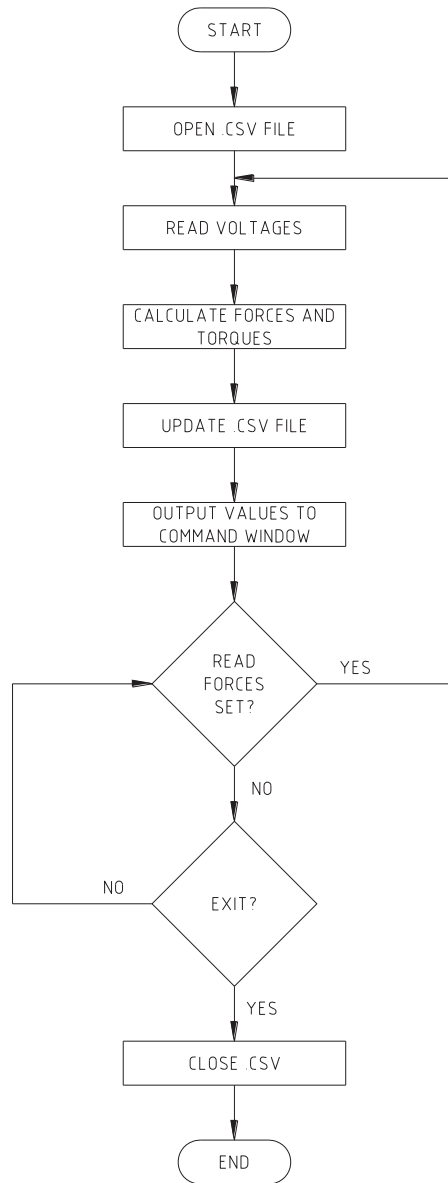 START
OPEN .CSV FILE
READ VOLTAGES
CALCULATE FORCES AND
TORQUES
UPDATE .CSV FILE
OUTPUT VALUES TO
COMMAND WINDOW
READ
FORCES
SET?
YES
NO
EXIT?
NO
YES
CLOSE .CSV
END